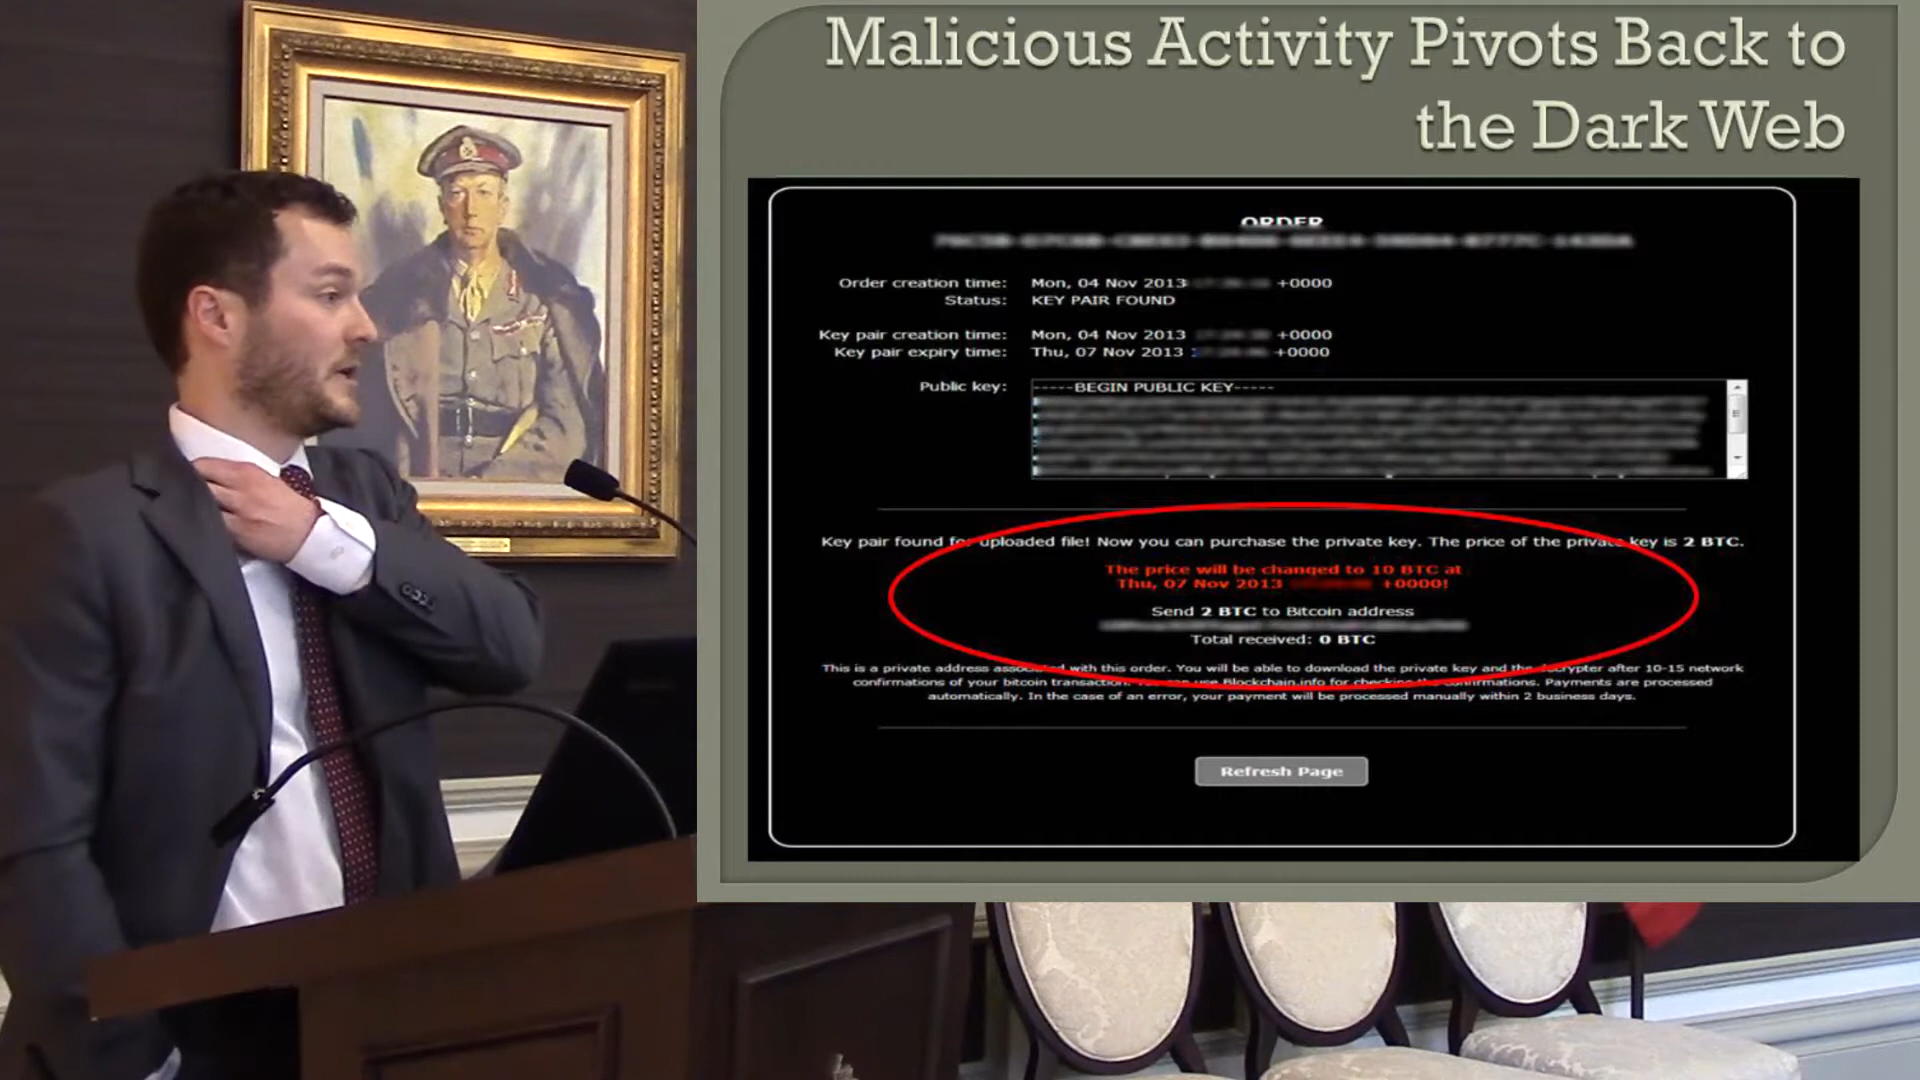 Malicious Activity Pivots Back to
the Dark Web
ORDER
Order creation time: Mon, 04 Nov 2013 +0000
Status: KEY PAIR FOUND
Key pair creation time: Mon, 04 Nov 2013 +0000
Key pair expiry time: Thu, 07 Nov 2013 +0000
Public key: -----BEGIN PUBLIC KEY-----
Key pair found for uploaded file! Now you can purchase the private key. The price of the private key is 2 BTC.
The price will be changed to 10 BTC at
Thu, 07 Nov 2013 +0000!
Send 2 BTC to Bitcoin address
Total received: 0 BTC
This is a private address associated with this order. You will be able to download the private key and the decrypter after 10-15 network
confirmations of your bitcoin transaction. You can use Blockchain.info for checking the confirmations. Payments are processed
automatically. In the case of an error, your payment will be processed manually within 2 business days.
Refresh Page